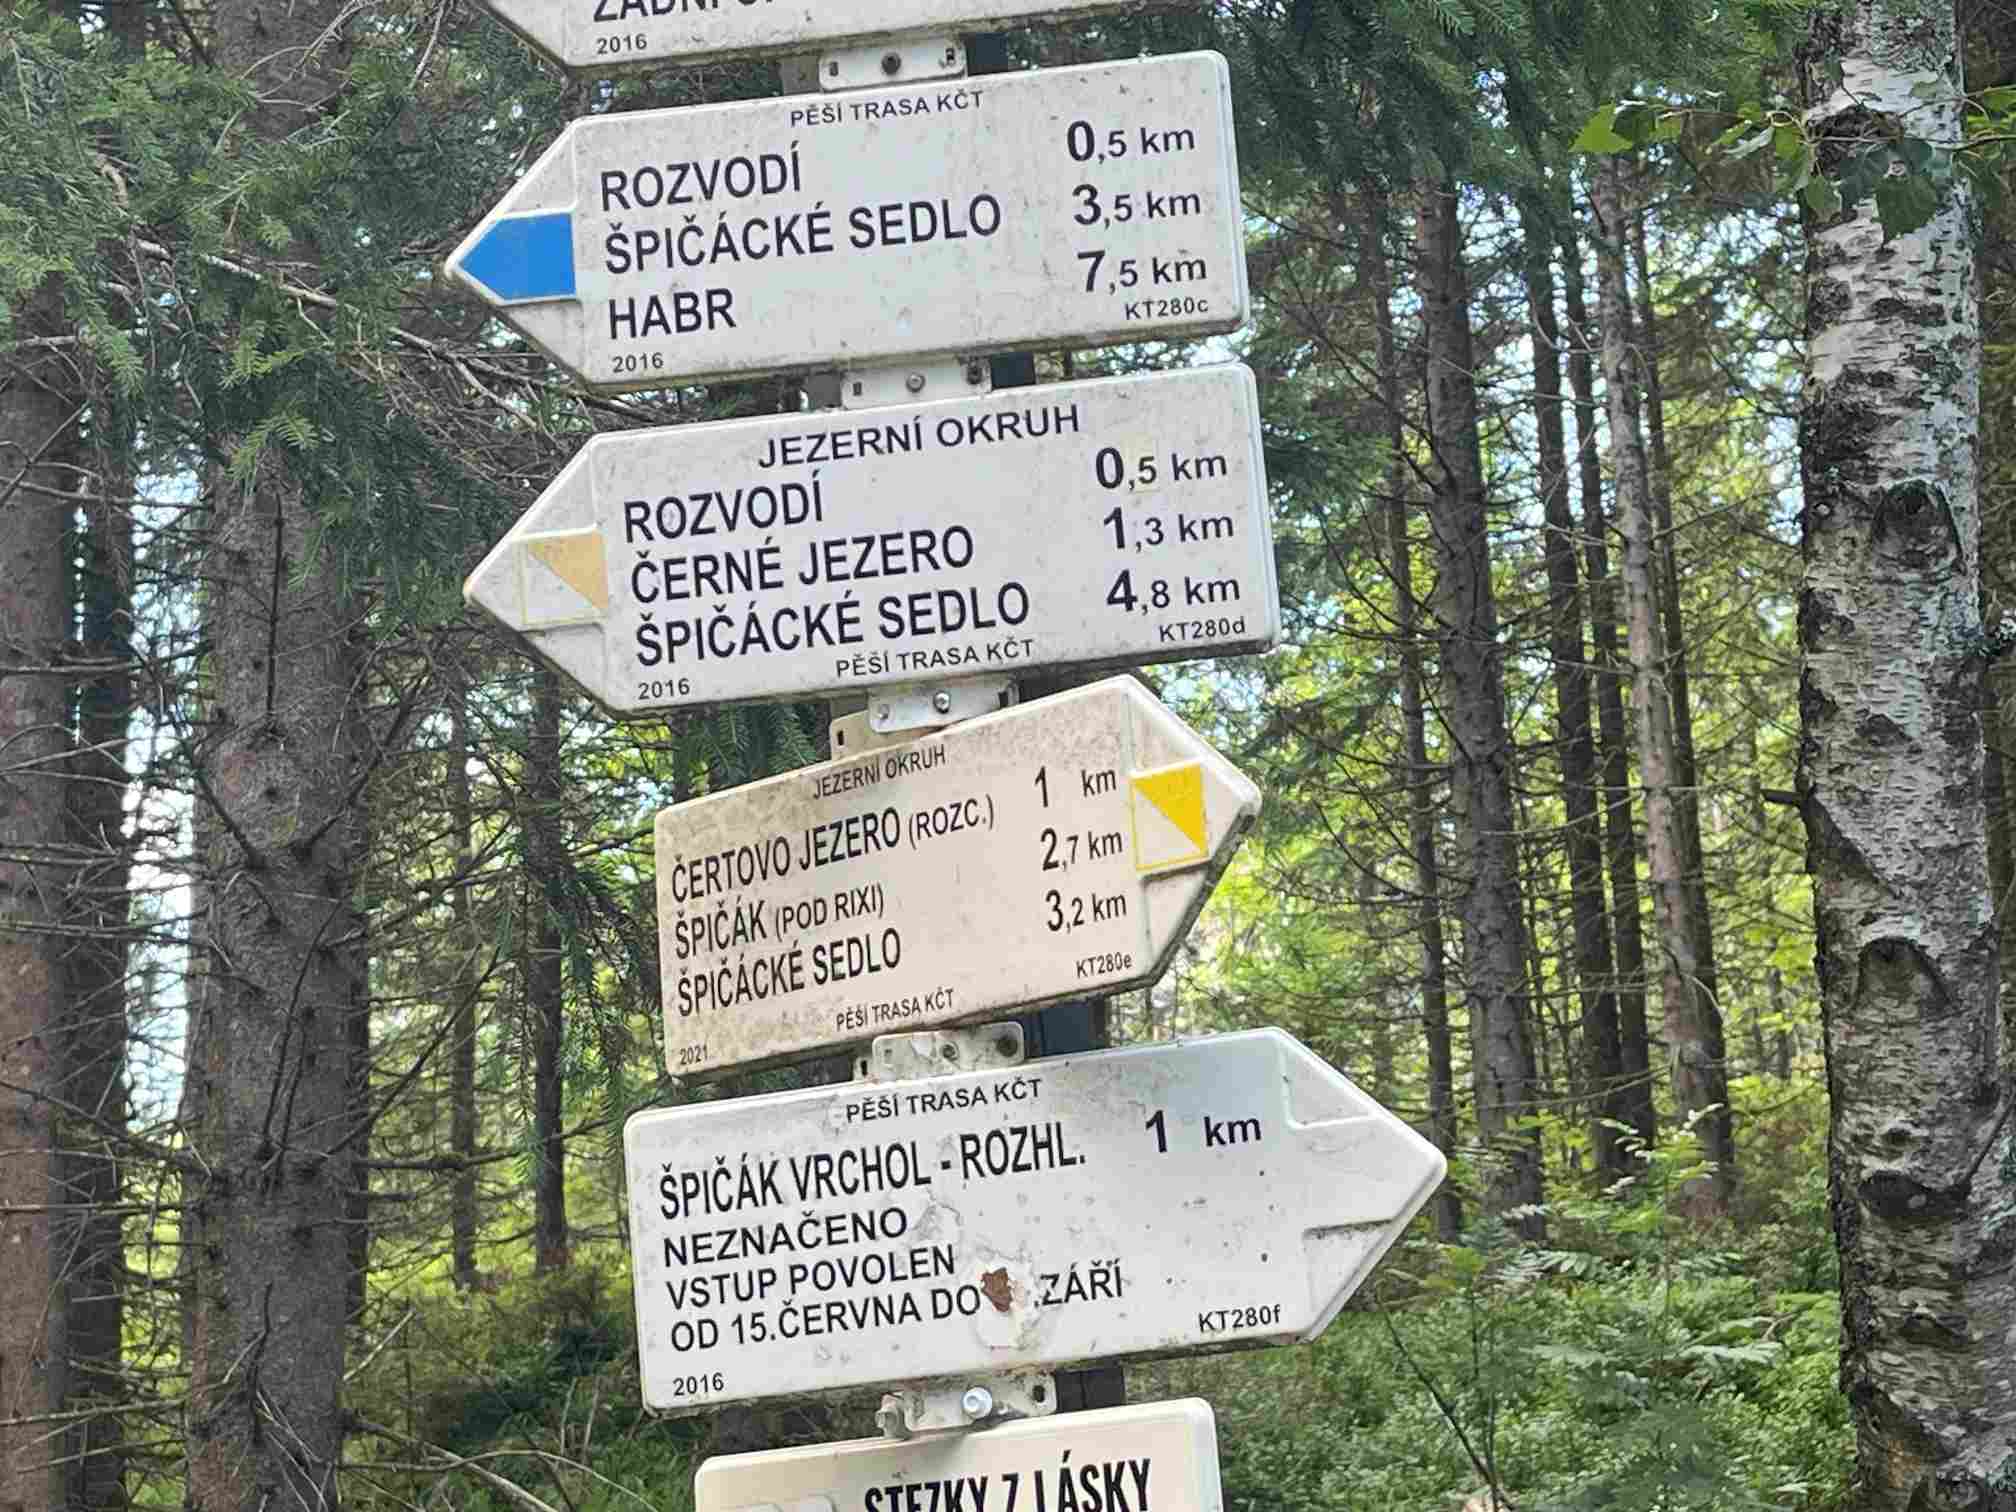 2016
PĚŠÍ TRASA KČT
ROZVODÍ 0,5 km
ŠPIČÁCKÉ SEDLO 3,5 km
HABR 7,5 km
KT280c
2016
JEZERNÍ OKRUH
ROZVODÍ 0,5 km
ČERNÉ JEZERO 1,3 km
ŠPIČÁCKÉ SEDLO 4,8 km
KT280d
PĚŠÍ TRASA KČT
2016
JEZERNÍ OKRUH
ČERTOVO JEZERO (ROZC.) 1 km
ŠPIČÁK (POD RIXI) 2,7 km
ŠPIČÁCKÉ SEDLO 3,2 km
KT280e
PĚŠÍ TRASA KČT
2021
PĚŠÍ TRASA KČT
ŠPIČÁK VRCHOL - ROZHL. 1 km
NEZNAČENO
VSTUP POVOLEN
OD 15.ČERVNA DO .ZÁŘÍ
KT280f
2016
STEZKY Z LÁSKY